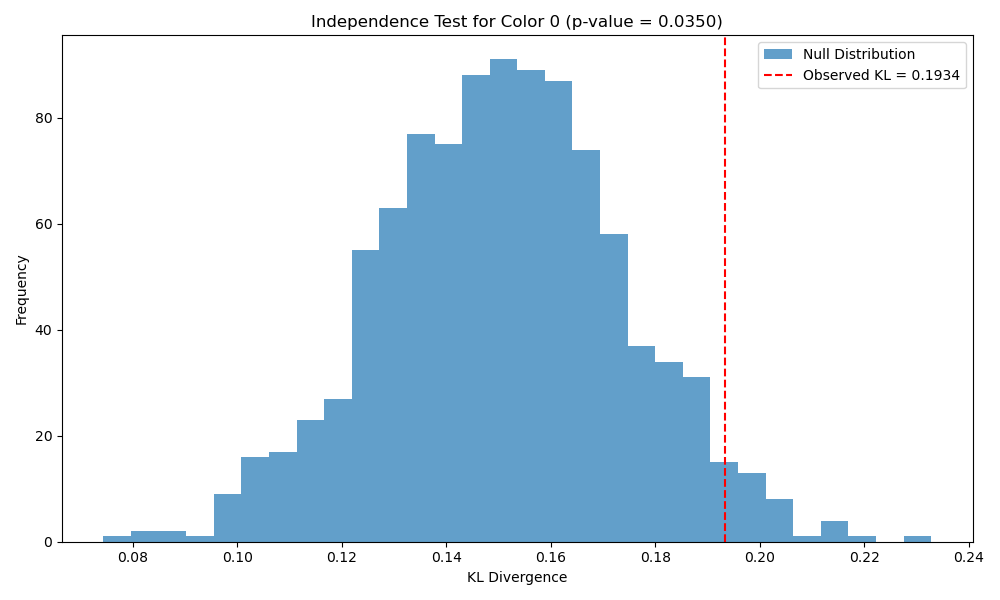 Independence Test for Color 0 (p-value = 0.0350)
Null Distribution
Observed KL = 0.1934
Frequency
80
60
40
20
0
0.08 0.10 0.12 0.14 0.16 0.18 0.20 0.22 0.24
KL Divergence